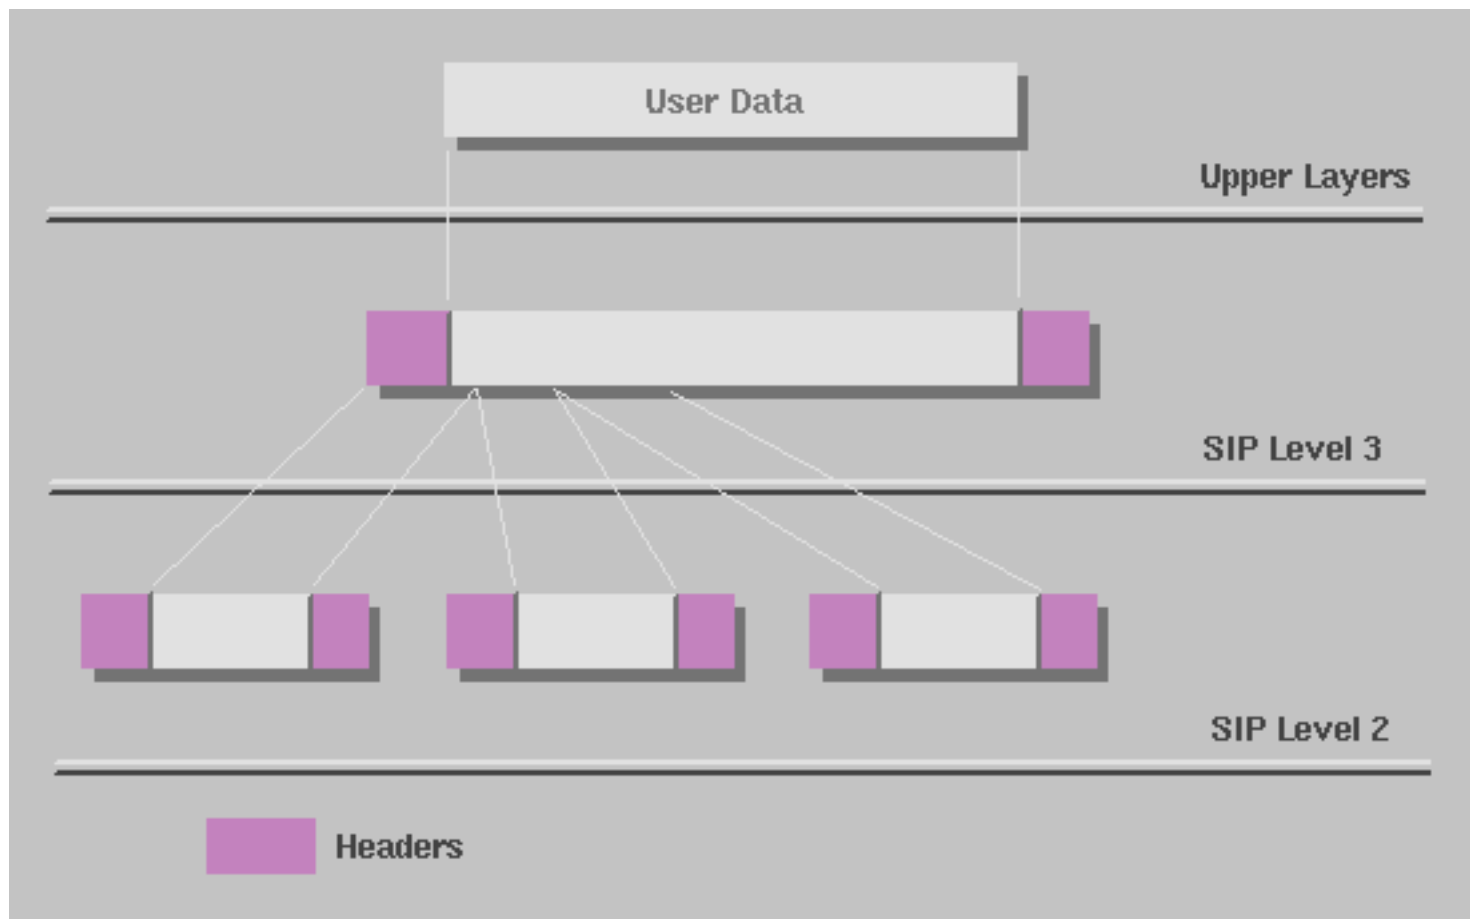 User Data
Upper Layers
SIP Level 3
SIP Level 2
Headers